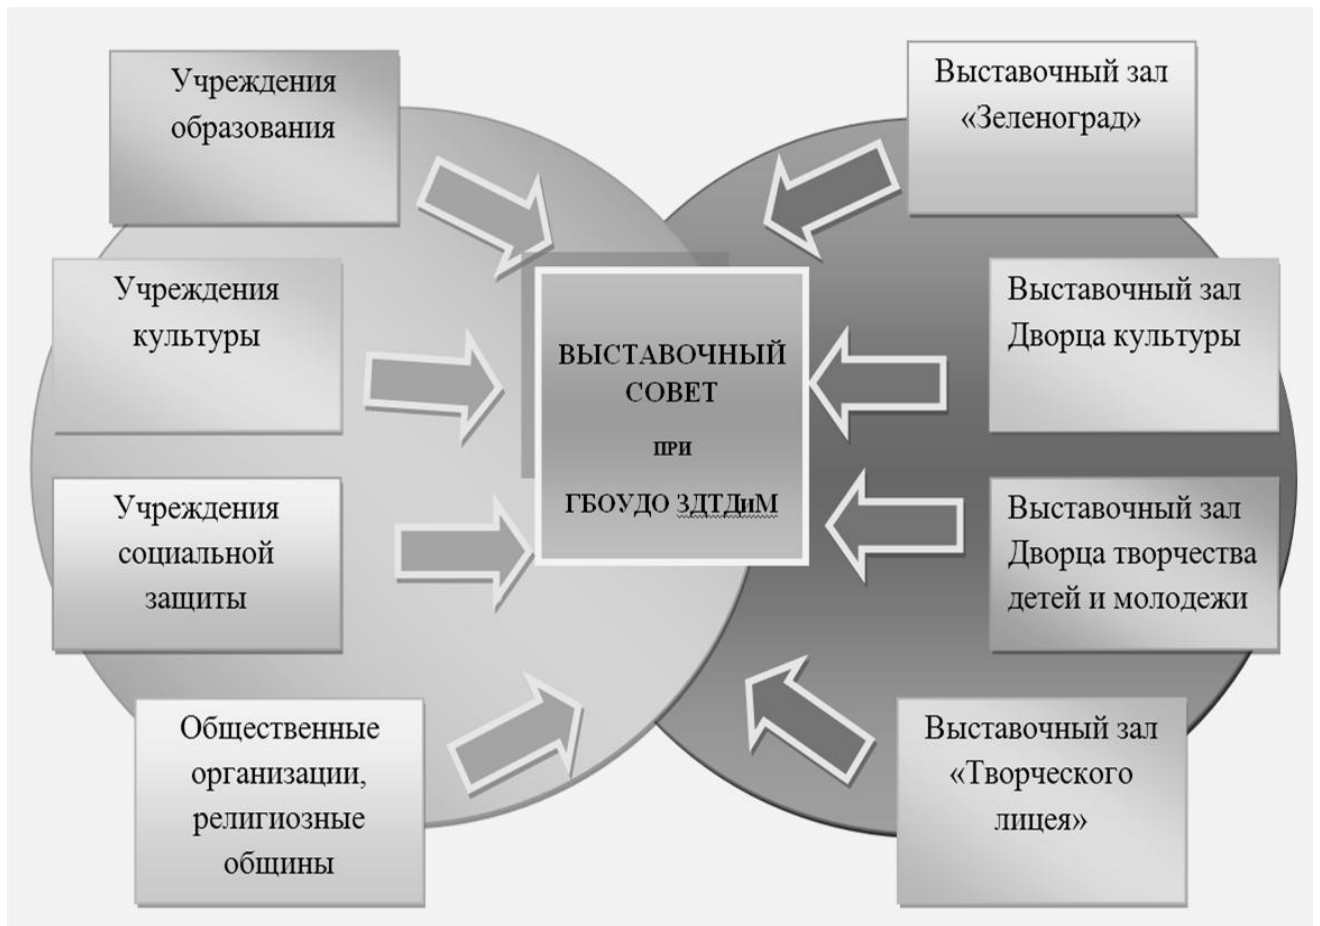 Учреждения
образования
Учреждения
культуры
Учреждения
социальной
защиты
Общественные
организации,
религиозные
общины
ВЫСТАВОЧНЫЙ
СОВЕТ
ПРИ
ГБОУДО ЗДТДиМ
Выставочный зал
«Зеленоград»
Выставочный зал
Дворца культуры
Выставочный зал
Дворца творчества
детей и молодежи
Выставочный зал
«Творческого
лицея»